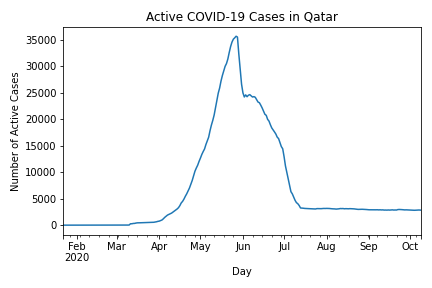 Active COVID-19 Cases in Qatar
Number of Active Cases
35000
30000
25000
20000
15000
10000
5000
0
Feb Mar Apr May Jun Jul Aug Sep Oct
2020
Day